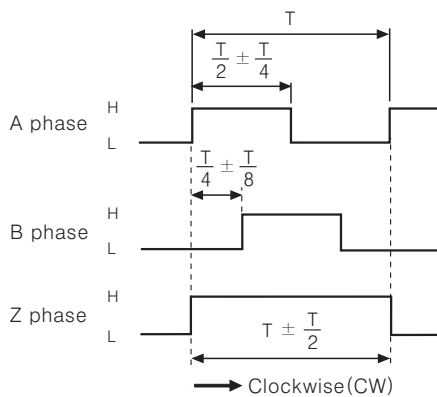 T
T/2 ± T/4
A phase H
L
T/4 ± T/8
B phase H
L
Z phase H
L
T ± T/2
Clockwise(CW)